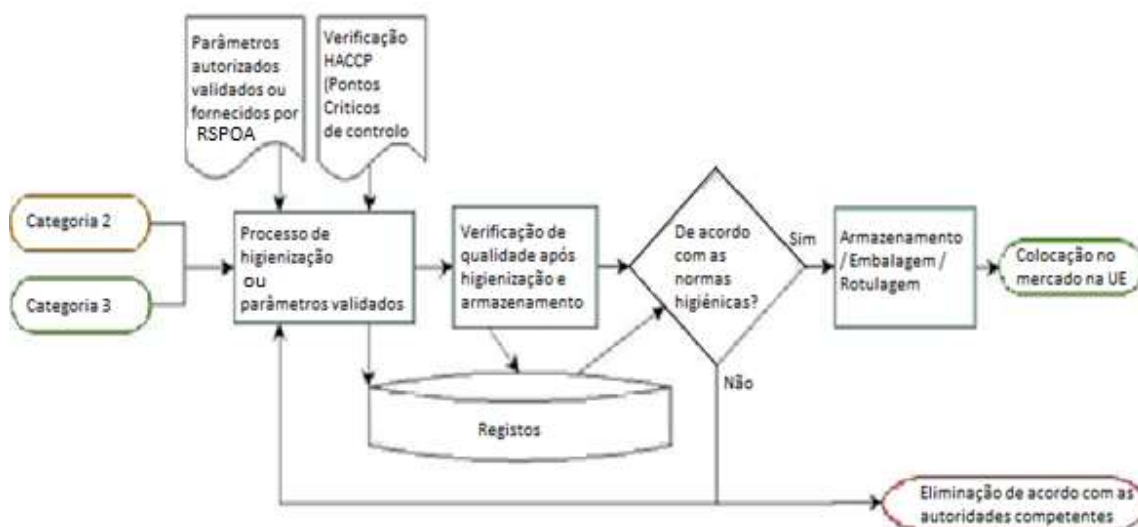 Parâmetros
autorizados
validados ou
fornecidos por
RSPOA
Verificação
HACCP
(Pontos
Criticos
de controlo
Categoria 2
Categoria 3
Processo de
higienização
ou
parâmetros validados
Verificação de
qualidade após
higienização e
armazenamento
De acordo
com as
normas
higiénicas?
Sim
Não
Armazenamento
/ Embalagem /
Rotulagem
Colocação no
mercado na UE
Registos
Eliminação de acordo com as
autoridades competentes